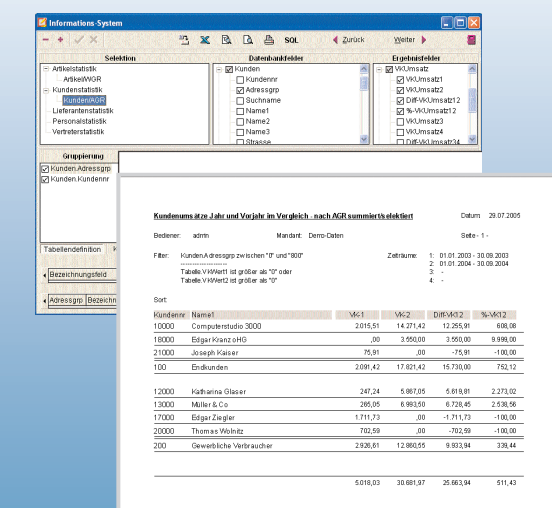 Informations-System
SQL Zurück Weiter
Selektion
Artikelstatistik
Artikel/WGR
Kundenstatistik
Kunden/AGR
Lieferantenstatistik
Personalstatistik
Vertreterstatistik
Datenbankfelder
Kunden
Kundennr
Adressgrp
Suchname
Name1
Name2
Name3
Strasse
Ergebnisfelder
VKUmsatz
VKUmsatz1
VKUmsatz2
Diff-VKUmsatz12
%-VKUmsatz12
VKUmsatz3
VKUmsatz4
Diff-VKUmsatz34
Gruppierung
Kunden.Adressgrp
Kunden.Kundennr
Tabellendefinition
Bezeichnungsfeld
Adressgrp Bezeichn
Kundenumsätze Jahr und Vorjahr im Vergleich - nach AGR summiert/selektiert Datum: 29.07.2005
Bediener: admin Mandant: Demo-Daten Seite - 1 -
Filter: Kunden.Adressgrp zwischen "0" und "800" Zeiträume: 1: 01.01.2003 - 30.09.2003
-------------------- 2: 01.01.2004 - 30.09.2004
Tabelle.VKWert1 ist größer als "0" oder 3: -
Tabelle.VKWert2 ist größer als "0" 4: -
Sort:
Kundennr Name1 VK-1 VK-2 Diff-VK12 %-VK12
10000 Computerstudio 3000 2.015,51 14.271,42 12.255,91 608,08
18000 Edgar Kranz oHG ,00 3.550,00 3.550,00 9.999,00
21000 Joseph Kaiser 75,91 ,00 -75,91 -100,00
100 Endkunden 2.091,42 17.821,42 15.730,00 752,12
12000 Katharina Glaser 247,24 5.867,05 5.619,81 2.273,02
13000 Müller & Co 265,05 6.993,50 6.728,45 2.538,56
17000 Edgar Ziegler 1.711,73 ,00 -1.711,73 -100,00
20000 Thomas Wolnitz 702,59 ,00 -702,59 -100,00
200 Gewerbliche Verbraucher 2.926,61 12.860,55 9.933,94 339,44
5.018,03 30.681,97 25.663,94 511,43